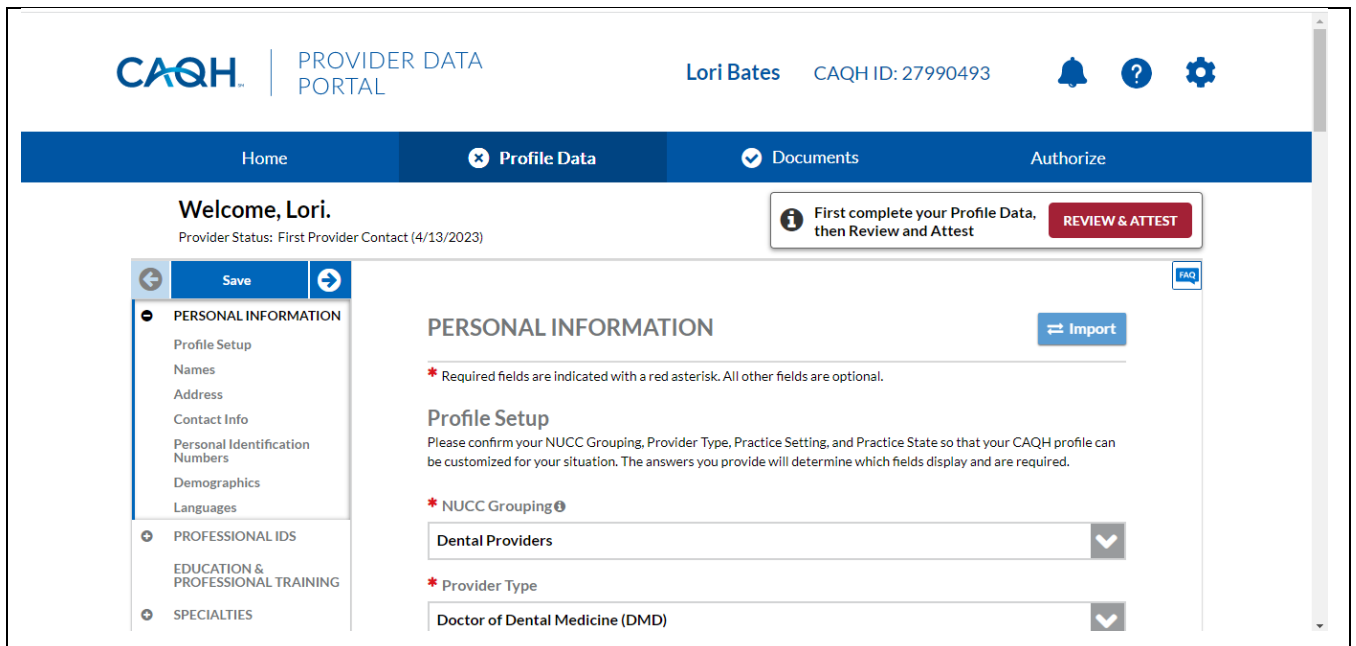 CAQH
PROVIDER DATA
PORTAL
Lori Bates
CAQH ID: 27990493
?
Home
Profile Data
Documents
Authorize
Welcome, Lori.
Provider Status: First Provider Contact (4/13/2023)
First complete your Profile Data,
then Review and Attest
REVIEW & ATTEST
Save
FAQ
PERSONAL INFORMATION
Profile Setup
Names
Address
Contact Info
Personal Identification
Numbers
Demographics
Languages
PROFESSIONAL IDS
EDUCATION &
PROFESSIONAL TRAINING
SPECIALTIES
PERSONAL INFORMATION
Import
* Required fields are indicated with a red asterisk. All other fields are optional.
Profile Setup
Please confirm your NUCC Grouping, Provider Type, Practice Setting, and Practice State so that your CAQH profile can
be customized for your situation. The answers you provide will determine which fields display and are required.
* NUCC Grouping
Dental Providers
* Provider Type
Doctor of Dental Medicine (DMD)